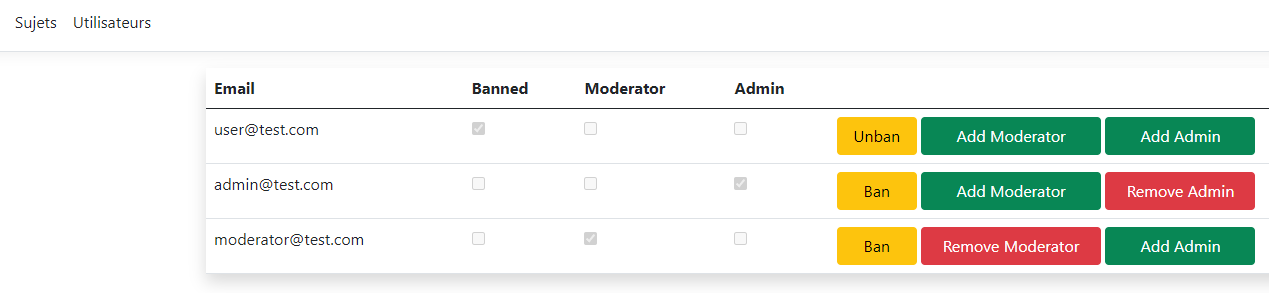 Sujets Utilisateurs
Email Banned Moderator Admin
user@test.com Unban Add Moderator Add Admin
admin@test.com Ban Add Moderator Remove Admin
moderator@test.com Ban Remove Moderator Add Admin